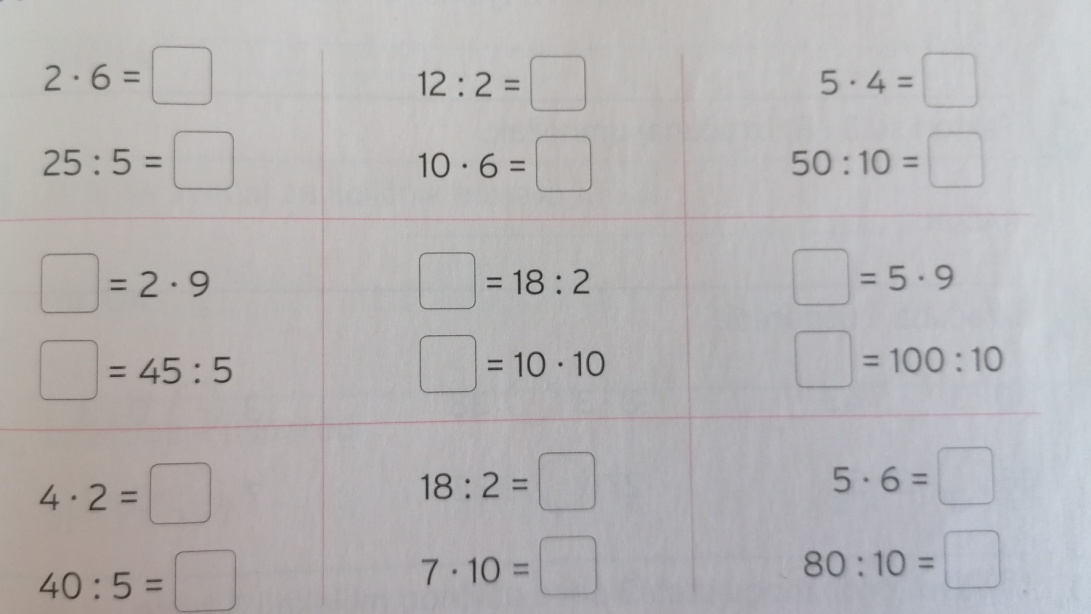 2 · 6 =
25 : 5 =
12 : 2 =
10 · 6 =
5 · 4 =
50 : 10 =
= 2 · 9
= 45 : 5
= 18 : 2
= 10 · 10
= 5 · 9
= 100 : 10
4 · 2 =
40 : 5 =
18 : 2 =
7 · 10 =
5 · 6 =
80 : 10 =